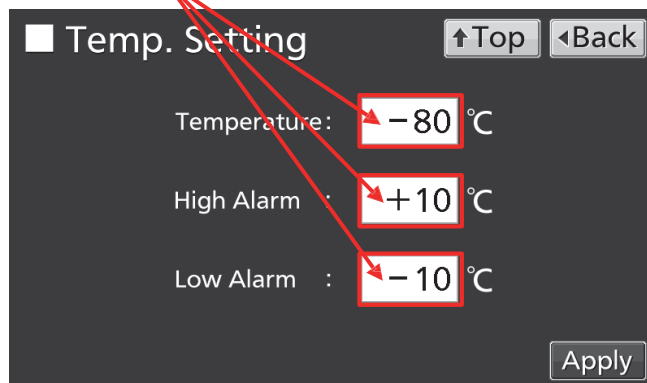 Temp. Setting
↑Top
◂Back
Temperature: −80 ℃
High Alarm : +10 ℃
Low Alarm : −10 ℃
Apply